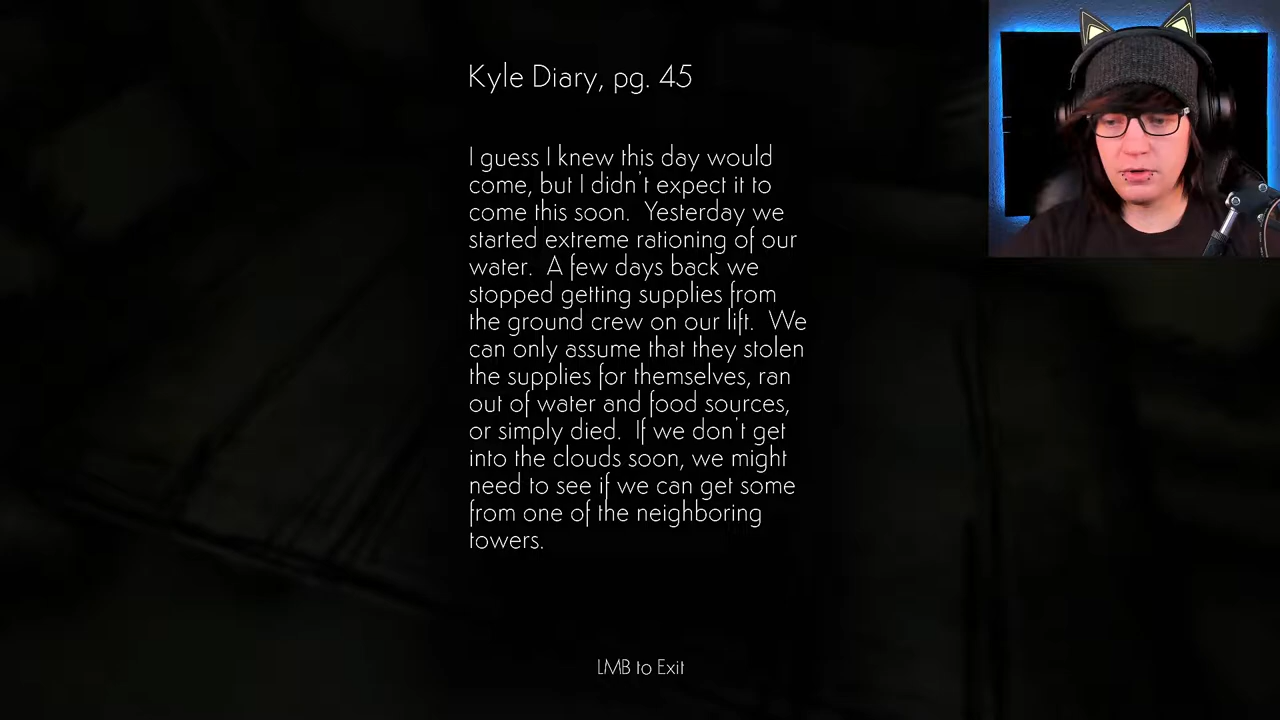 Kyle Diary, pg. 45
I guess I knew this day would
come, but I didn't expect it to
come this soon.  Yesterday we
started extreme rationing of our
water.  A few days back we
stopped getting supplies from
the ground crew on our lift.  We
can only assume that they stolen
the supplies for themselves, ran
out of water and food sources,
or simply died.  If we don't get
into the clouds soon, we might
need to see if we can get some
from one of the neighboring
towers.
LMB to Exit